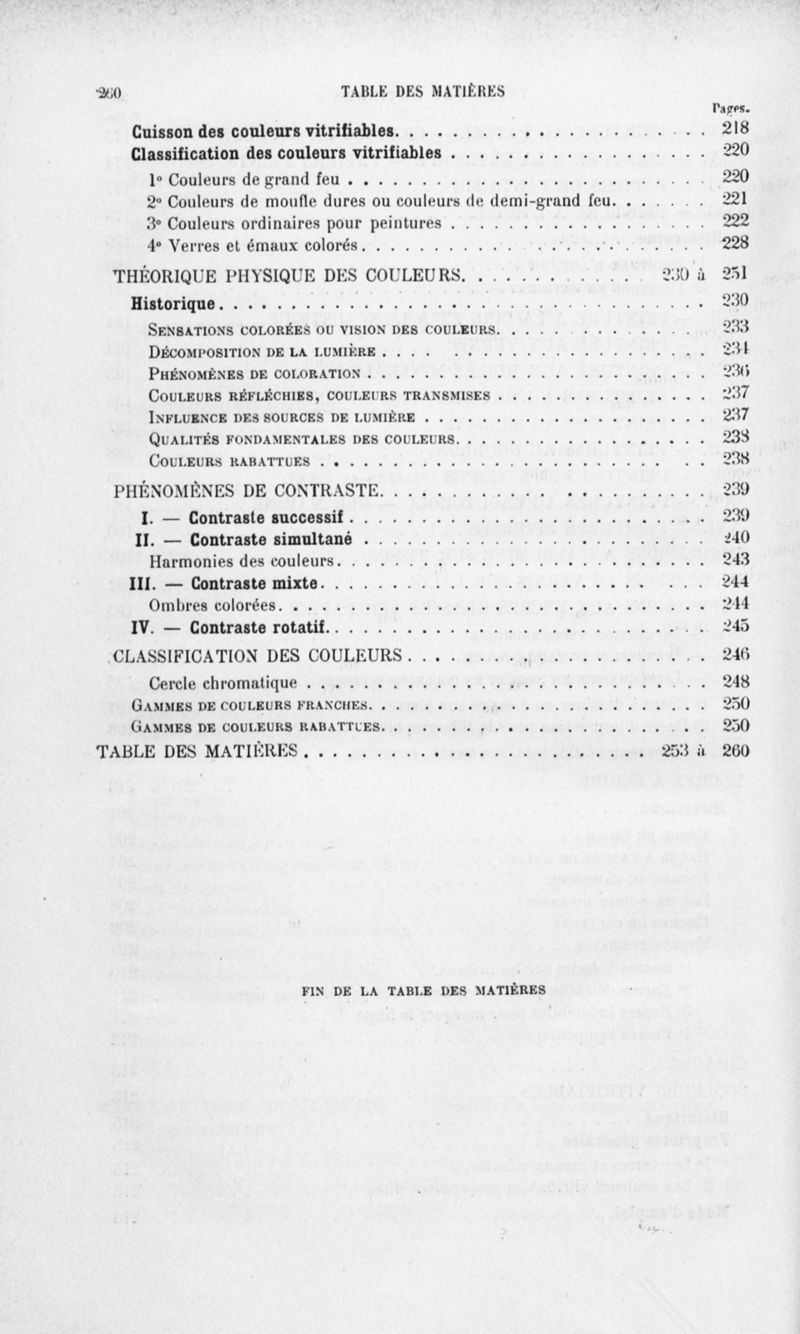 260 TABLE DES MATIÈRES
Pages.
Cuisson des couleurs vitrifiables. . . . . . . . . . . . . . . . . . . . . . 218
Classification des couleurs vitrifiables . . . . . . . . . . . . . . . . . . 220
1º Couleurs de grand feu . . . . . . . . . . . . . . . . . . . . . . . . . 220
2º Couleurs de moufle dures ou couleurs de demi-grand feu. . . . . . . 221
3º Couleurs ordinaires pour peintures . . . . . . . . . . . . . . . . . . 222
4º Verres et émaux colorés. . . . . . . . . . . . . . . . . . . . . . . . 228
THÉORIQUE PHYSIQUE DES COULEURS. . . . . . . . . . . . 230 à 251
Historique. . . . . . . . . . . . . . . . . . . . . . . . . . . . . . . . . . 230
Sensations colorées ou vision des couleurs. . . . . . . . . . . . . . . 233
Décomposition de la lumière . . . . . . . . . . . . . . . . . . . . . . 234
Phénomènes de coloration . . . . . . . . . . . . . . . . . . . . . . . . 236
Couleurs réfléchies, couleurs transmises . . . . . . . . . . . . . . . 237
Influence des sources de lumière . . . . . . . . . . . . . . . . . . . . 237
Qualités fondamentales des couleurs. . . . . . . . . . . . . . . . . . 238
Couleurs rabattues . . . . . . . . . . . . . . . . . . . . . . . . . . . 238
PHÉNOMÈNES DE CONTRASTE. . . . . . . . . . . . . . . . . . . . . . . 239
I. — Contraste successif . . . . . . . . . . . . . . . . . . . . . . . . . 239
II. — Contraste simultané . . . . . . . . . . . . . . . . . . . . . . . . 240
Harmonies des couleurs. . . . . . . . . . . . . . . . . . . . . . . . . . 243
III. — Contraste mixte. . . . . . . . . . . . . . . . . . . . . . . . . . 244
Ombres colorées. . . . . . . . . . . . . . . . . . . . . . . . . . . . . . 244
IV. — Contraste rotatif. . . . . . . . . . . . . . . . . . . . . . . . . . . 245
CLASSIFICATION DES COULEURS . . . . . . . . . . . . . . . . . . . . . 246
Cercle chromatique . . . . . . . . . . . . . . . . . . . . . . . . . . . . 248
Gammes de couleurs franches. . . . . . . . . . . . . . . . . . . . . . . . 250
Gammes de couleurs rabattues. . . . . . . . . . . . . . . . . . . . . . . 250
TABLE DES MATIÈRES . . . . . . . . . . . . . . . . . . . . . . . . 253 à 260
FIN DE LA TABLE DES MATIÈRES